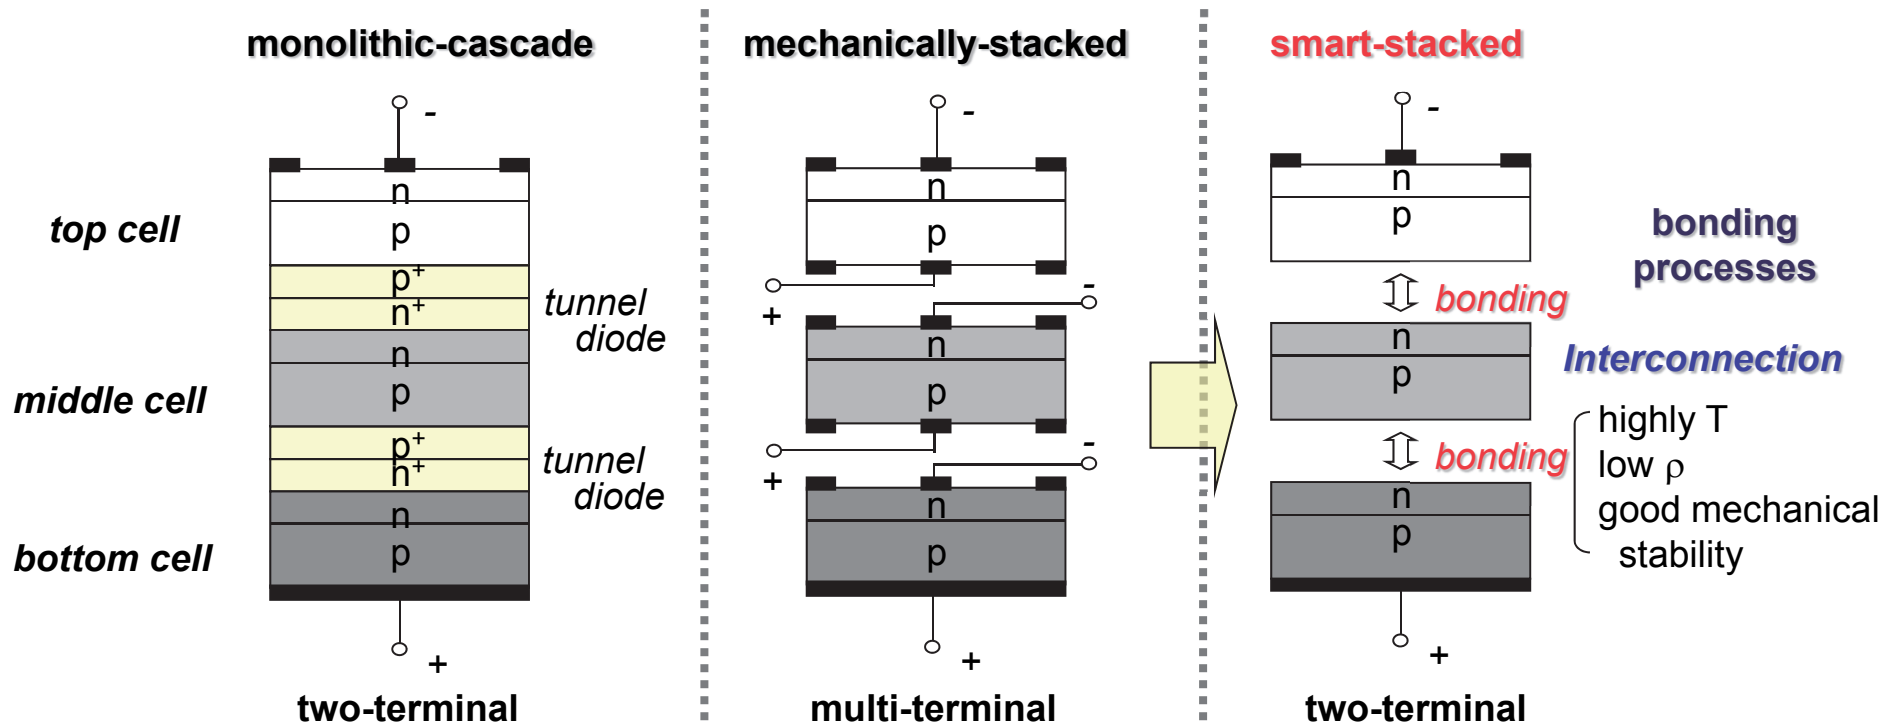 monolithic-cascade
-
n
p
p+
n+
n
p
p+
n+
n
p
+
two-terminal
top cell
middle cell
bottom cell
tunnel
diode
tunnel
diode
mechanically-stacked
-
n
p
+
-
n
p
+
-
n
p
+
multi-terminal
smart-stacked
-
n
p
bonding
n
p
bonding
n
p
+
two-terminal
bonding
processes
Interconnection
highly T
low ρ
good mechanical
stability